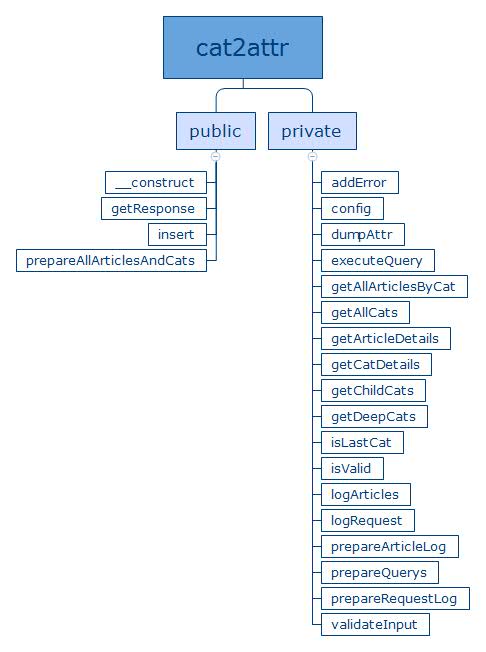 cat2attr
public
private
__construct
getResponse
insert
prepareAllArticlesAndCats
addError
config
dumpAttr
executeQuery
getAllArticlesByCat
getAllCats
getArticleDetails
getCatDetails
getChildCats
getDeepCats
isLastCat
isValid
logArticles
logRequest
prepareArticleLog
prepareQuerys
prepareRequestLog
validateInput